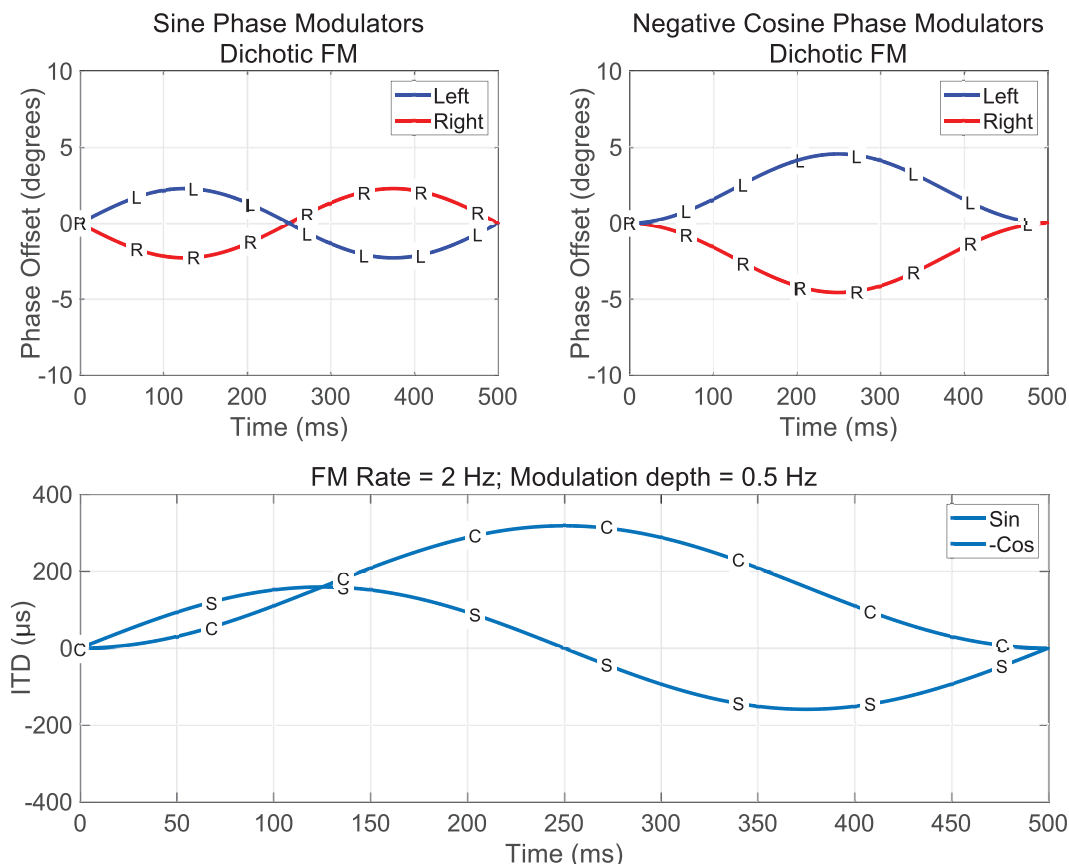 Sine Phase Modulators
Dichotic FM
Phase Offset (degrees)
10
5
0
-5
-10
0 100 200 300 400 500
Time (ms)
Left
Right
R L L L L L L L
R R R R R R R
Negative Cosine Phase Modulators
Dichotic FM
Phase Offset (degrees)
10
5
0
-5
-10
0 100 200 300 400 500
Time (ms)
Left
Right
R L L L L L L L
R R R R R R
FM Rate = 2 Hz; Modulation depth = 0.5 Hz
ITD (μs)
400
200
0
-200
-400
0 50 100 150 200 250 300 350 400 450 500
Time (ms)
Sin
-Cos
C C C C C C C C
S S S S S S S